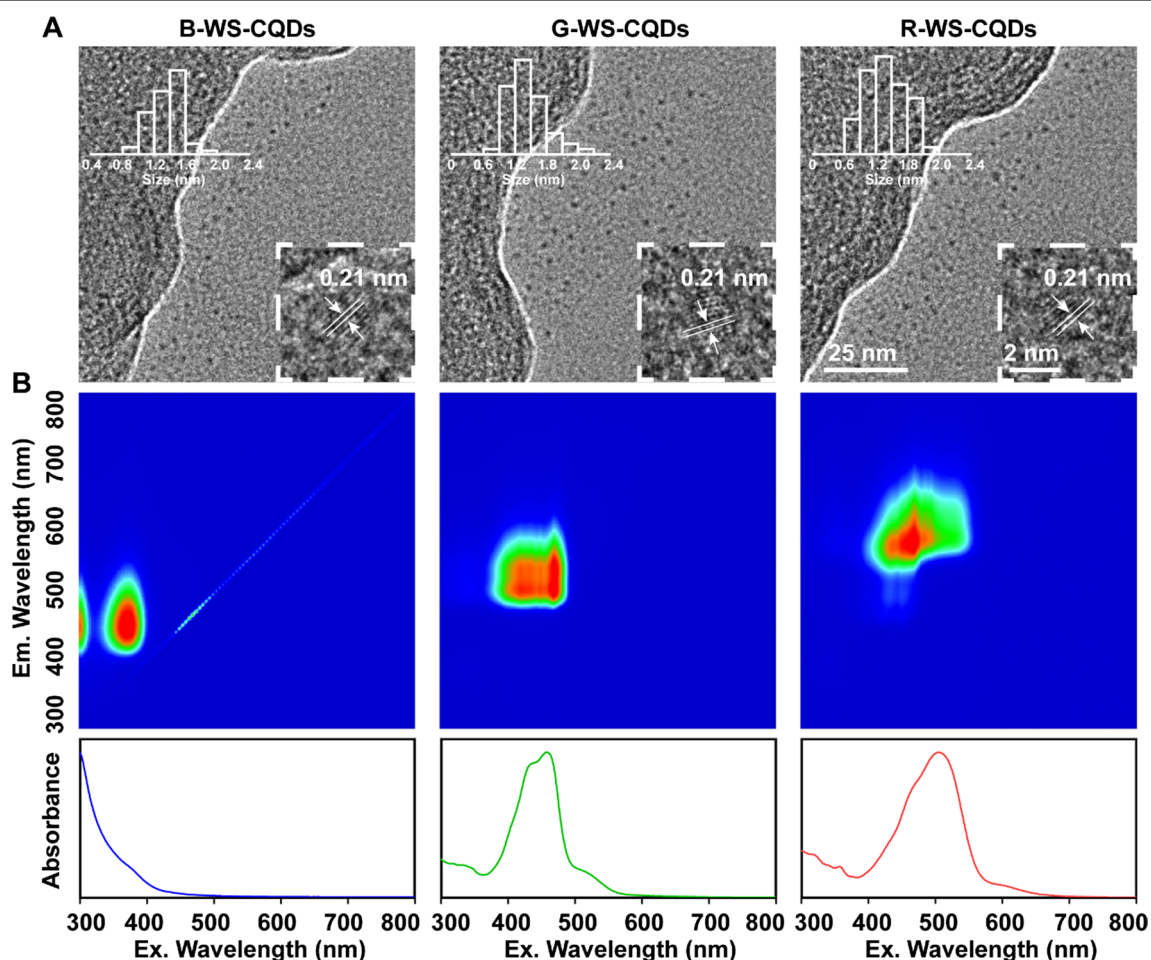 A
B-WS-CQDs
G-WS-CQDs
R-WS-CQDs
0.4 0.8 1.2 1.6 2.0 2.4
Size (nm)
0 0.6 1.2 1.8 2.0 2.4
Size (nm)
0 0.6 1.2 1.8 2.0 2.4
Size (nm)
0.21 nm
0.21 nm
0.21 nm
25 nm
2 nm
B
Em. Wavelength (nm)
800
700
600
500
400
300
Absorbance
300 400 500 600 700 800
Ex. Wavelength (nm)
300 400 500 600 700 800
Ex. Wavelength (nm)
300 400 500 600 700 800
Ex. Wavelength (nm)